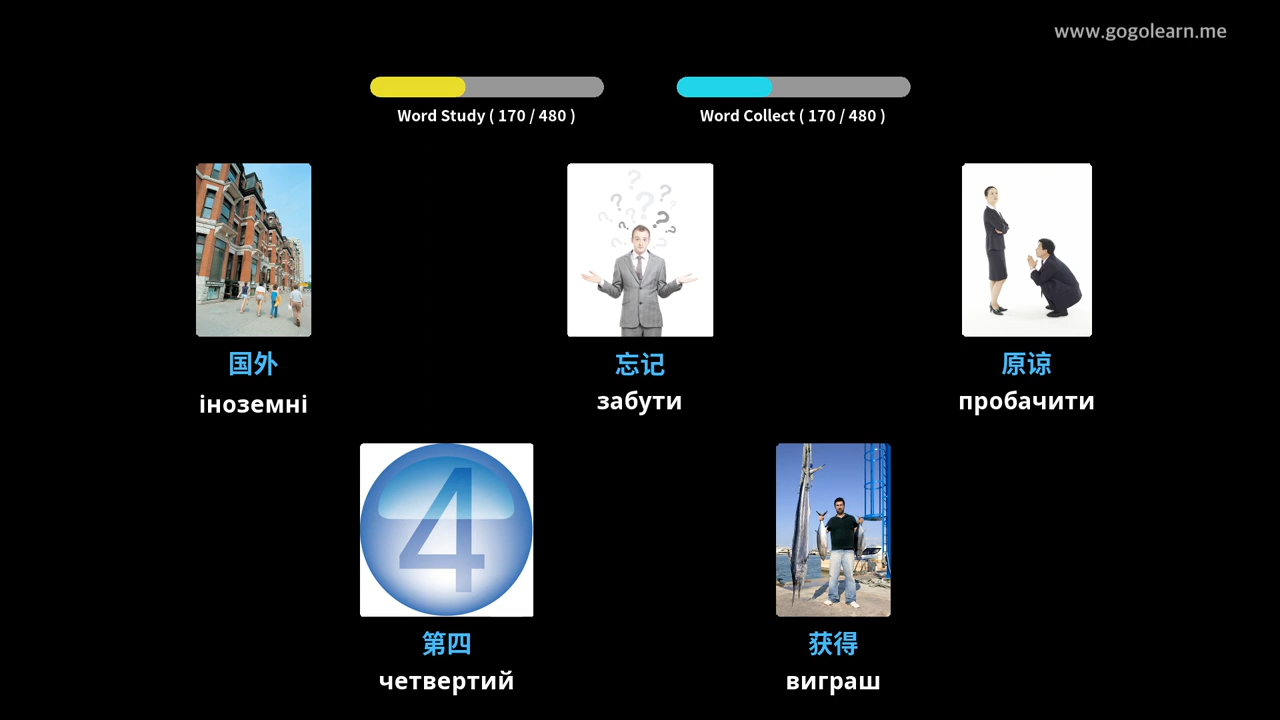 www.gogolearn.me
Word Study ( 170 / 480 )
Word Collect ( 170 / 480 )
国外
іноземні
忘记
забути
原谅
пробачити
4
第四
четвертий
获得
виграш